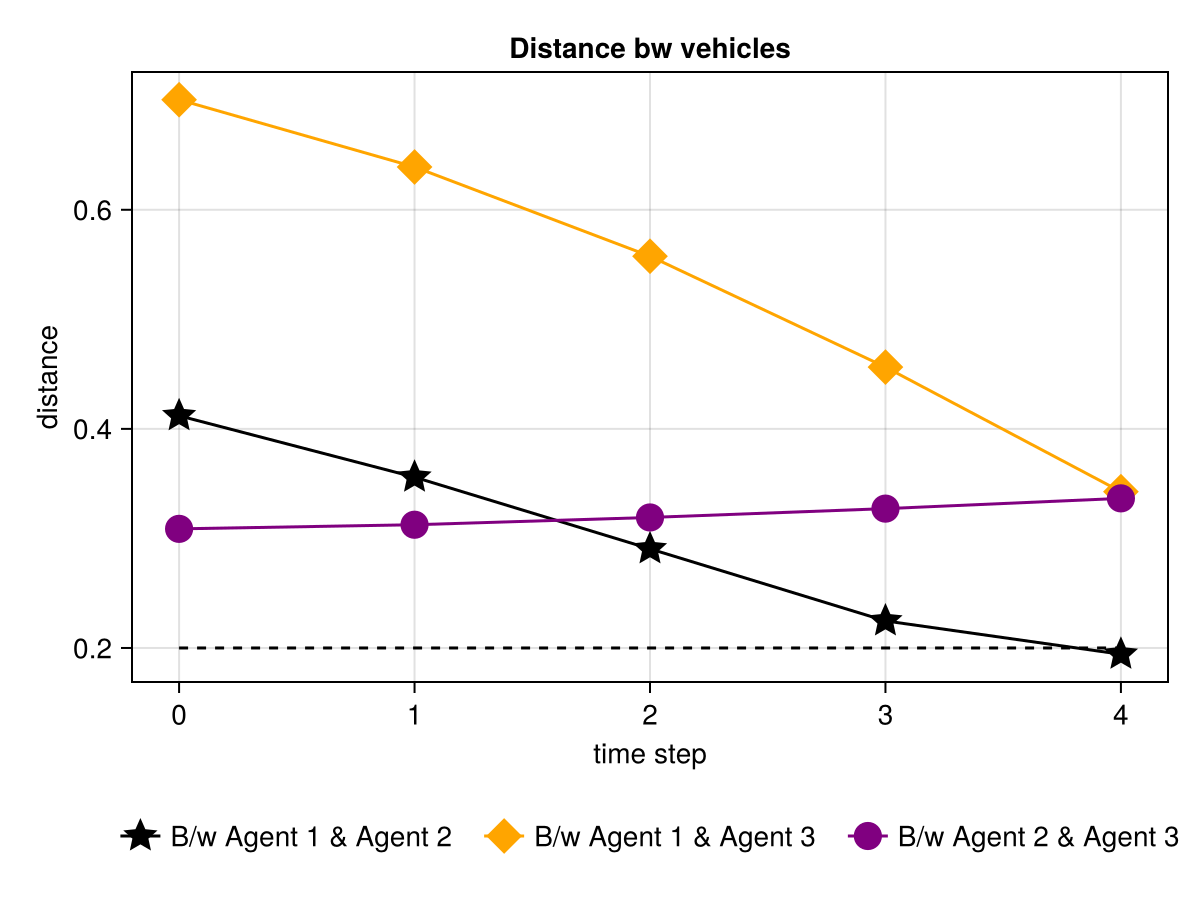 Distance bw vehicles
distance
0.6
0.4
0.2
0 1 2 3 4
time step
B/w Agent 1 & Agent 2 B/w Agent 1 & Agent 3 B/w Agent 2 & Agent 3